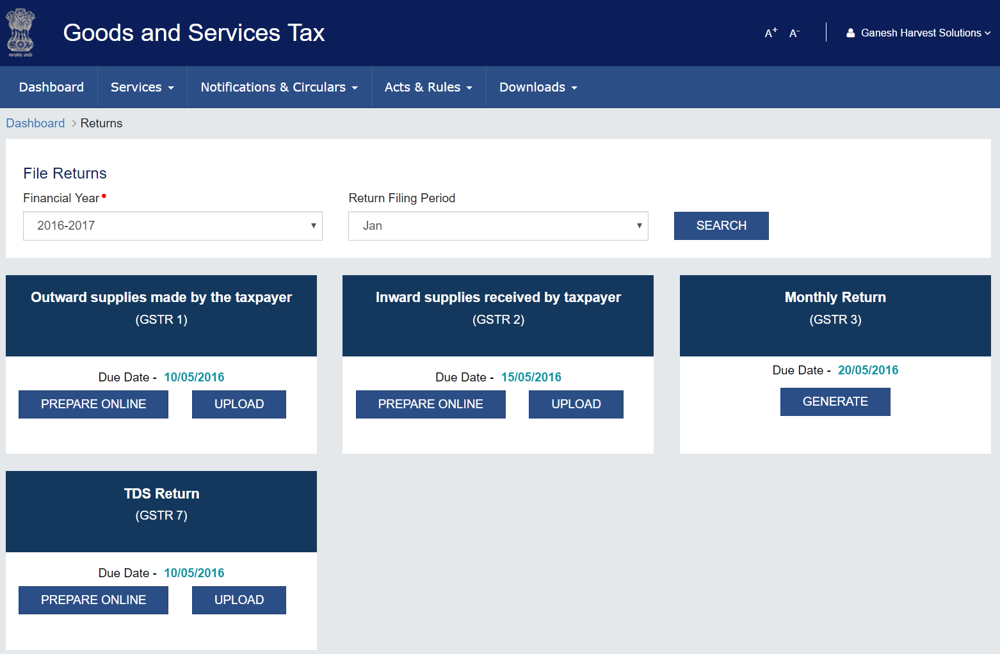 Goods and Services Tax
A+ A-
Ganesh Harvest Solutions
Dashboard Services Notifications & Circulars Acts & Rules Downloads
Dashboard > Returns
File Returns
Financial Year Return Filing Period
2016-2017 Jan SEARCH
Outward supplies made by the taxpayer
(GSTR 1)
Due Date - 10/05/2016
PREPARE ONLINE UPLOAD
Inward supplies received by taxpayer
(GSTR 2)
Due Date - 15/05/2016
PREPARE ONLINE UPLOAD
Monthly Return
(GSTR 3)
Due Date - 20/05/2016
GENERATE
TDS Return
(GSTR 7)
Due Date - 10/05/2016
PREPARE ONLINE UPLOAD